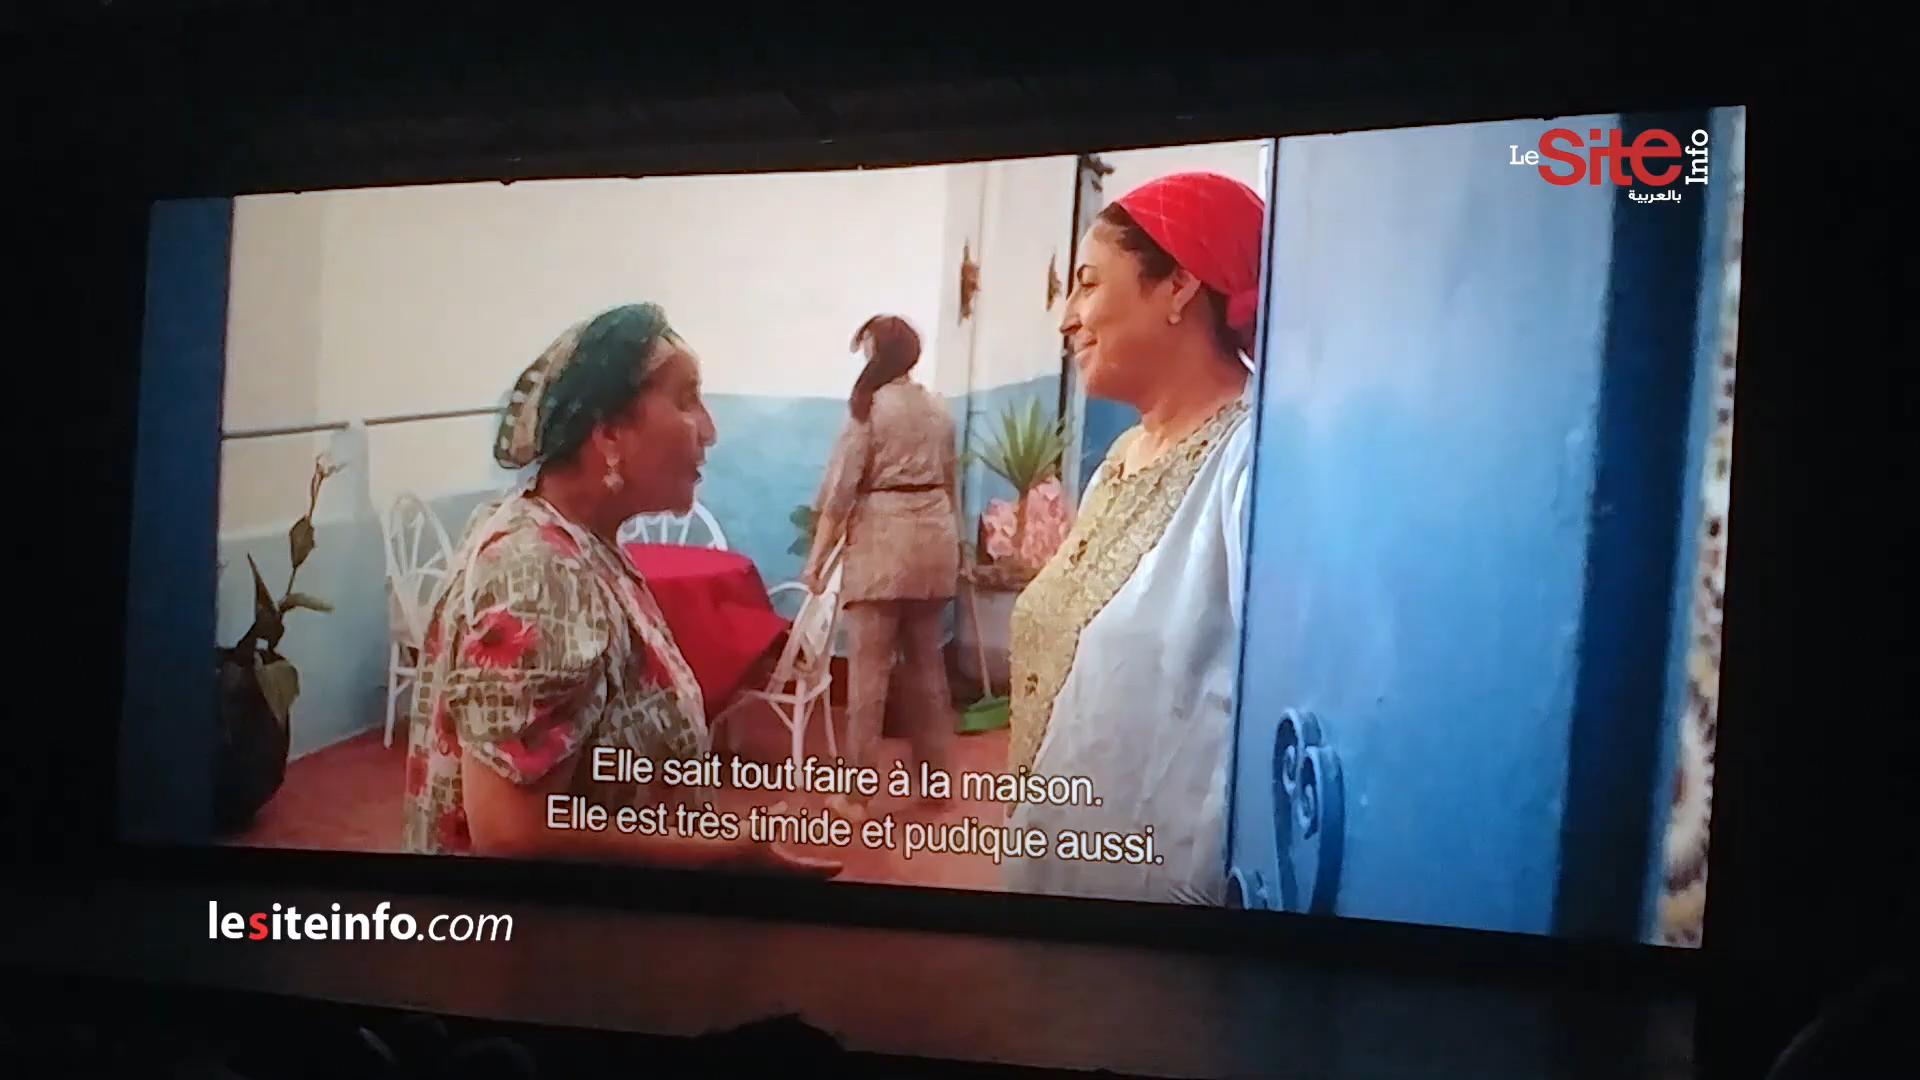 Le Site Info
بالعربية
Elle sait tout faire à la maison.
Elle est très timide et pudique aussi.
lesiteinfo.com